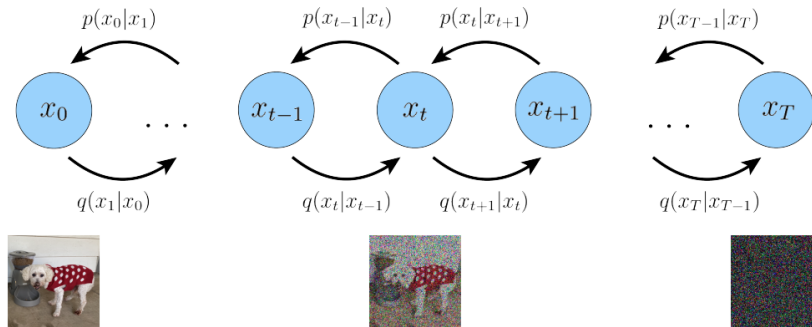 p(x_0|x_1) p(x_{t-1}|x_t) p(x_t|x_{t+1}) p(x_{T-1}|x_T)
x_0 . . . x_{t-1} x_t x_{t+1} . . . x_T
q(x_1|x_0) q(x_t|x_{t-1}) q(x_{t+1}|x_t) q(x_T|x_{T-1})